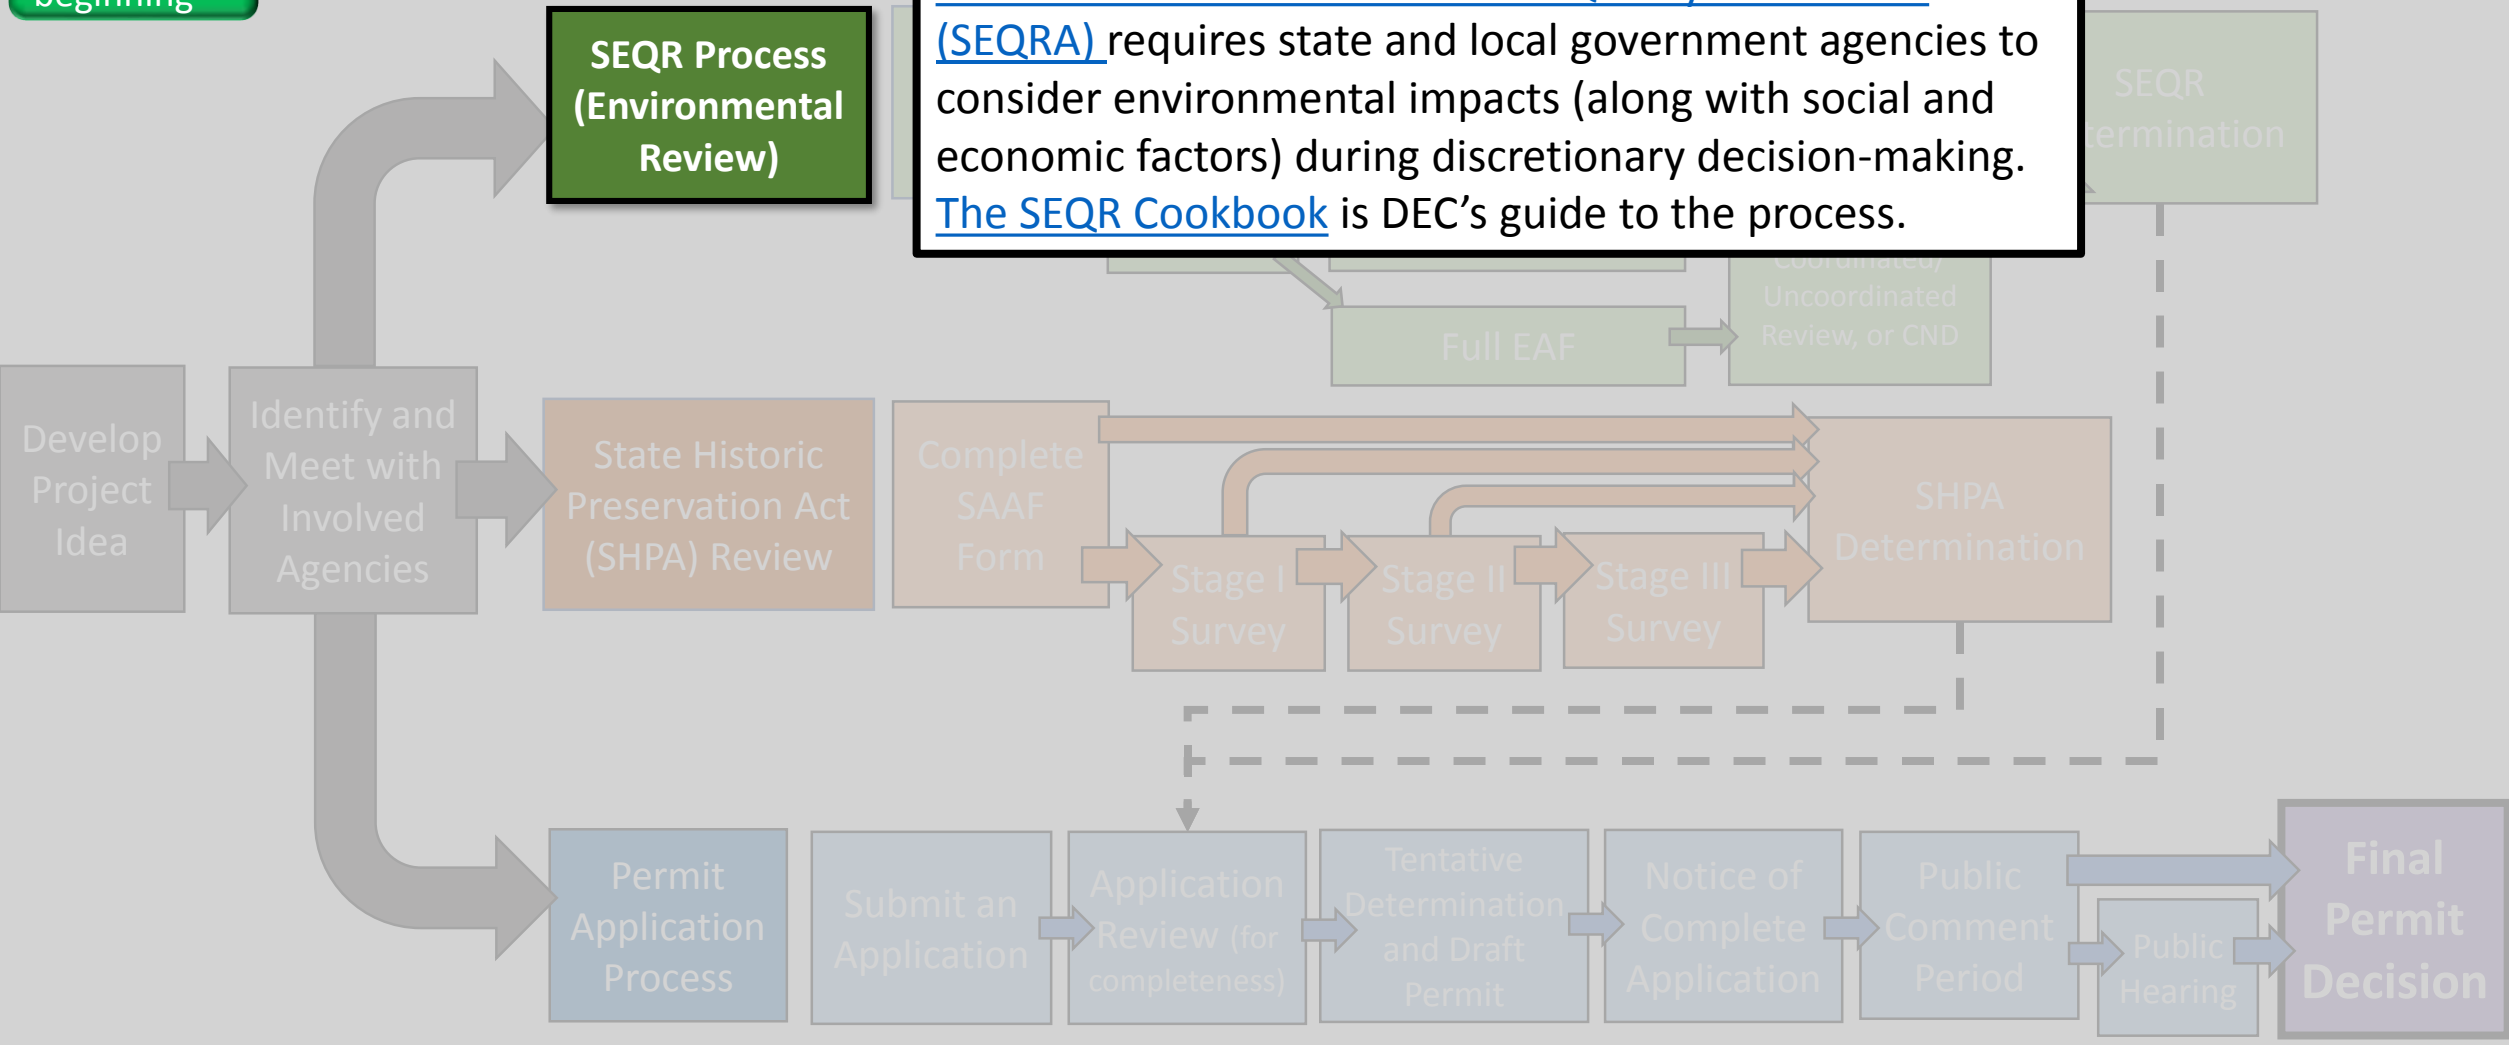 beginning
SEQR Process
(Environmental
Review)
(SEQRA) requires state and local government agencies to
consider environmental impacts (along with social and
economic factors) during discretionary decision-making.
The SEQR Cookbook is DEC's guide to the process.
SEQR
Coordinated)
Uncoordinated
Review, or CND
Full EAF
Develop
Project
Idea
Identify and
Meet with
Involved
Agencies
State Historic
Preservation Act
(SHPA) Review
Complete
SAAF
Form
Stage I
Survey
Stage II
Survey
Stage III
Survey
SHPA
Determination
Permit
Application
Process
Submit an
Application
Application
Review (for
completeness)
Tentative
Determination
and Draft
Permit
Notice of
Complete
Application
Public
Comment
Period
Public
Hearing
Final
Permit
Decision